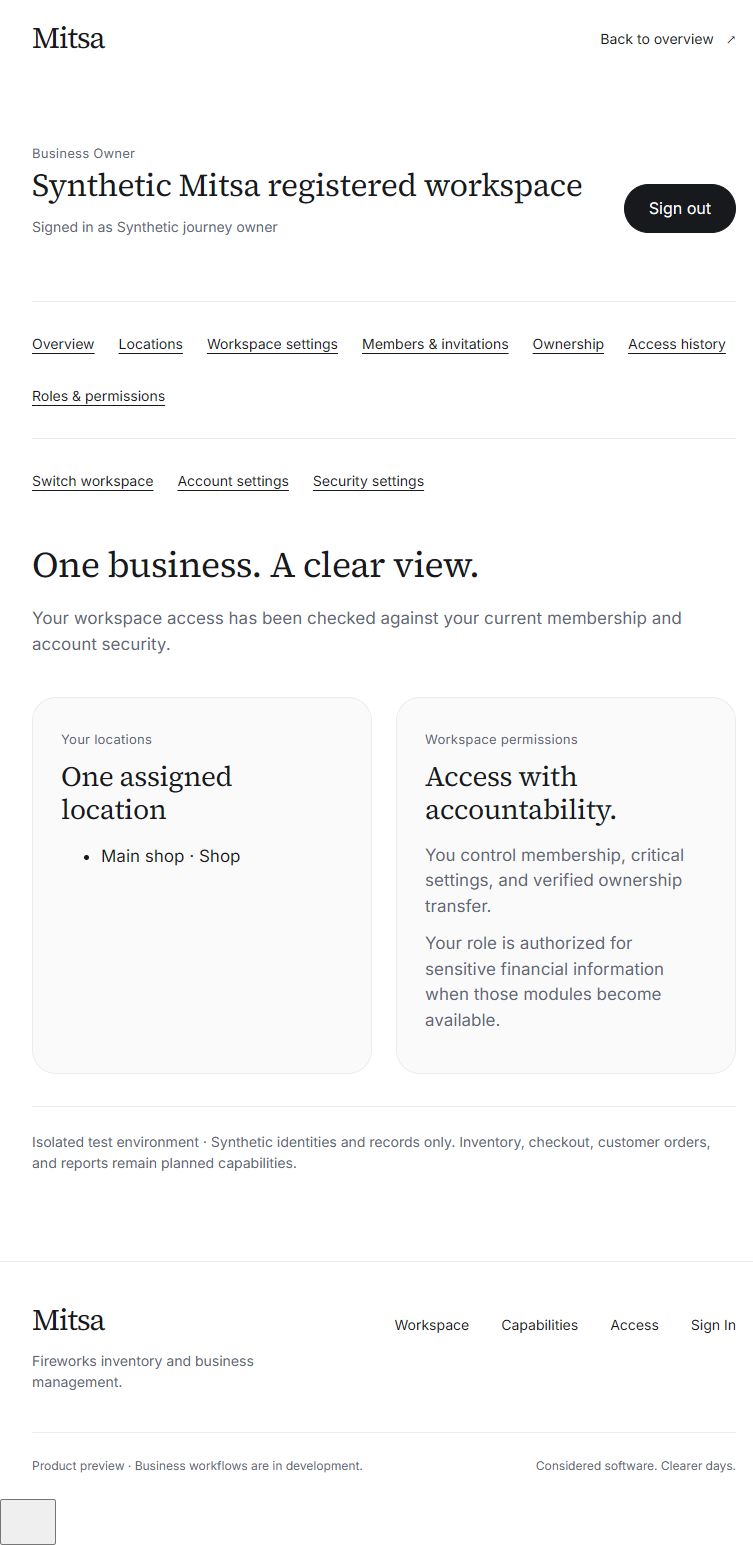 Mitsa
Back to overview ↗
Business Owner
Synthetic Mitsa registered workspace
Signed in as Synthetic journey owner
Sign out
Overview Locations Workspace settings Members & invitations Ownership Access history
Roles & permissions
Switch workspace Account settings Security settings
One business. A clear view.
Your workspace access has been checked against your current membership and
account security.
Your locations
One assigned
location
• Main shop · Shop
Workspace permissions
Access with
accountability.
You control membership, critical
settings, and verified ownership
transfer.
Your role is authorized for
sensitive financial information
when those modules become
available.
Isolated test environment · Synthetic identities and records only. Inventory, checkout, customer orders,
and reports remain planned capabilities.
Mitsa
Fireworks inventory and business
management.
Workspace Capabilities Access Sign In
Product preview · Business workflows are in development.
Considered software. Clearer days.